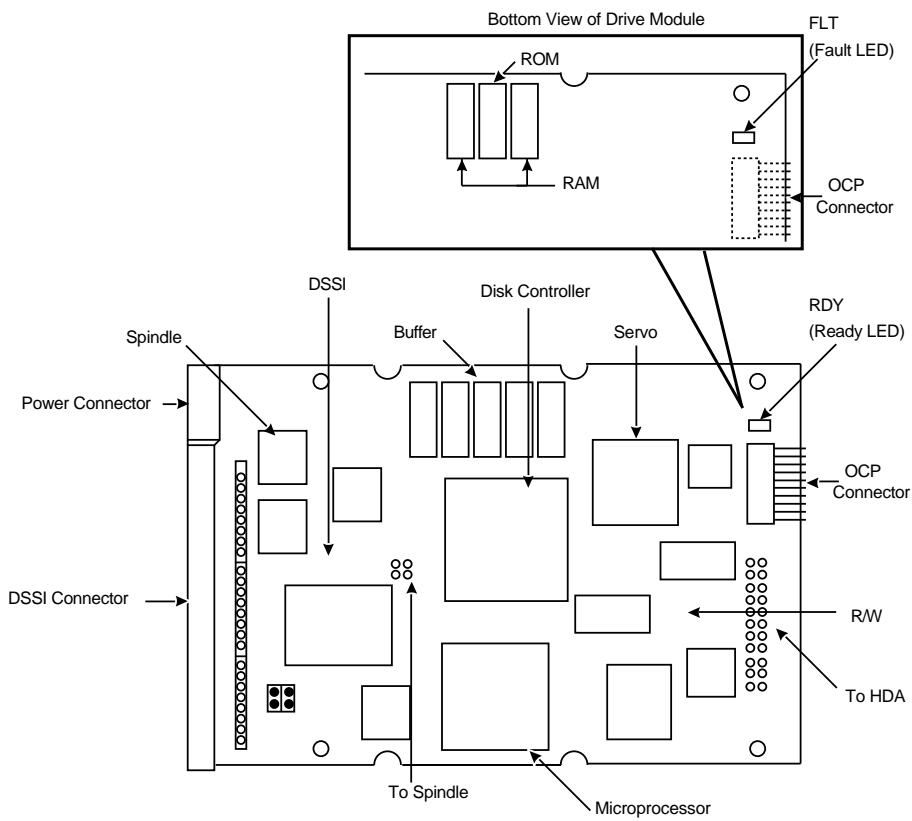 Bottom View of Drive Module
FLT
(Fault LED)
ROM
RAM
OCP
Connector
DSSI
Disk Controller
RDY
(Ready LED)
Spindle
Buffer
Servo
Power Connector
OCP
Connector
DSSI Connector
R/W
To HDA
To Spindle
Microprocessor